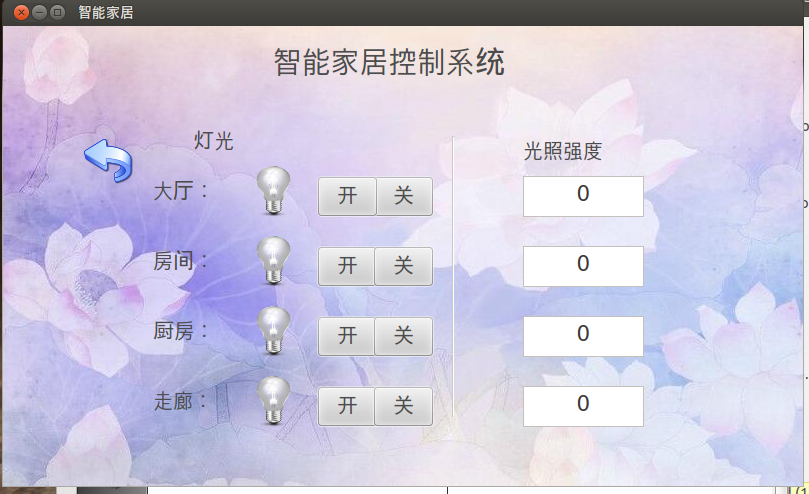 智能家居
智能家居控制系统
灯光
光照强度
大厅： 开 关 0
房间： 开 关 0
厨房： 开 关 0
走廊： 开 关 0